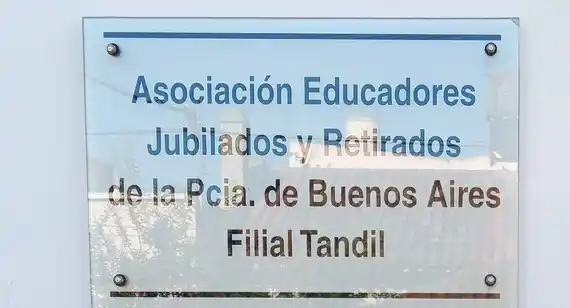 Asociación Educadores
Jubilados y Retirados
de la Pcia. de Buenos Aires
Filial Tandil